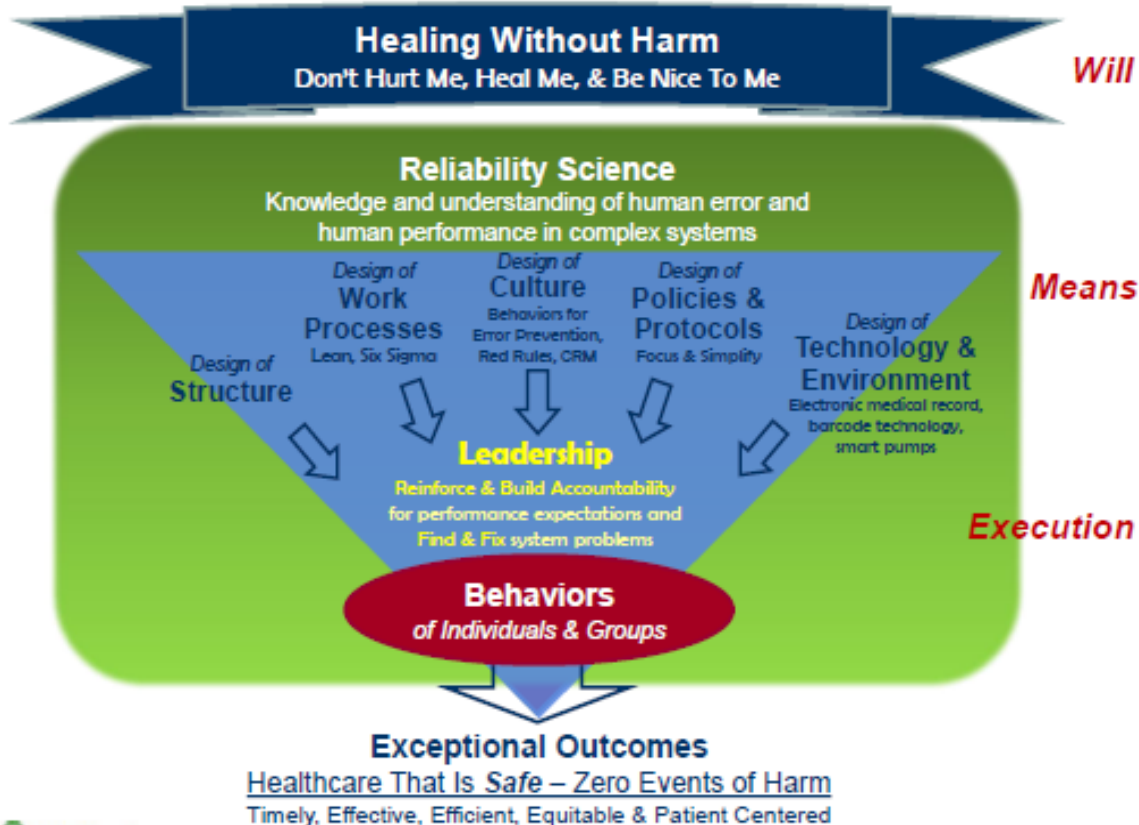 Healing Without Harm
Don't Hurt Me, Heal Me, & Be Nice To Me
Will
Reliability Science
Knowledge and understanding of human error and
human performance in complex systems
Means
Design of
Structure
Design of
Work
Processes
Lean, Six Sigma
Design of
Culture
Behaviors for
Error Prevention,
Red Rules, CRM
Design of
Policies &
Protocols
Focus & Simplify
Design of
Technology &
Environment
Electronic medical record,
barcode technology,
smart pumps
Leadership
Reinforce & Build Accountability
for performance expectations and
Find & Fix system problems
Execution
Behaviors
of Individuals & Groups
Exceptional Outcomes
Healthcare That Is Safe – Zero Events of Harm
Timely, Effective, Efficient, Equitable & Patient Centered